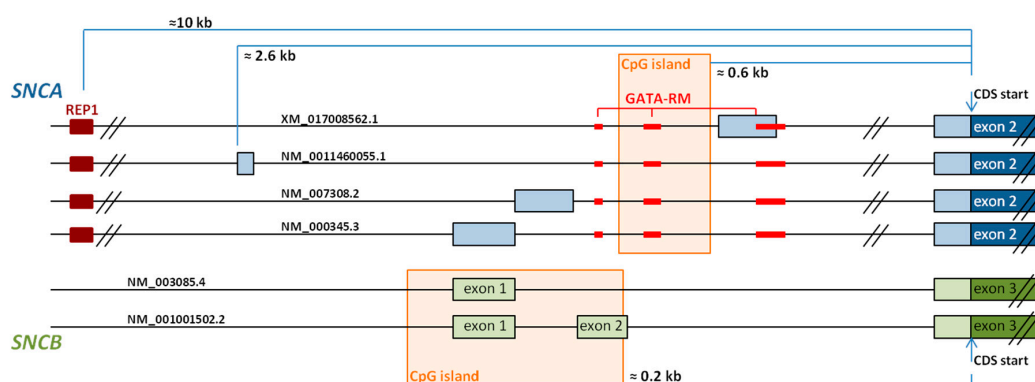 ≈10 kb
≈ 2.6 kb
CpG island
≈ 0.6 kb
SNCA
REP1
GATA-RM
CDS start
XM_017008562.1
exon 2
NM_0011460055.1
exon 2
NM_007308.2
exon 2
NM_000345.3
exon 2
NM_003085.4
exon 1
exon 3
NM_001001502.2
exon 1
exon 2
exon 3
SNCB
CDS start
CpG island
≈ 0.2 kb